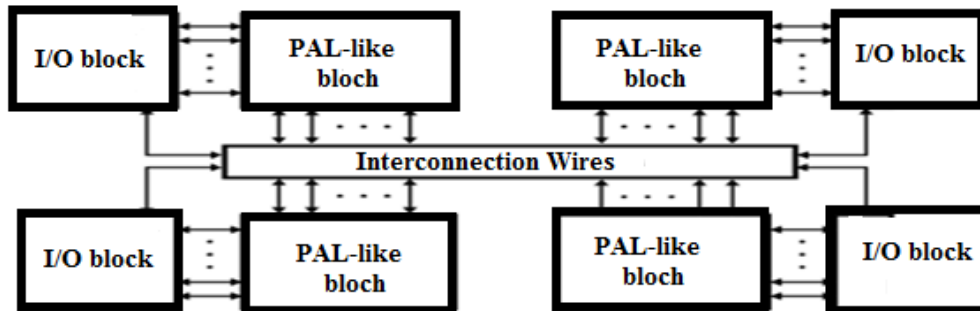 I/O block
PAL-like
bloch
PAL-like
bloch
I/O block
Interconnection Wires
I/O block
PAL-like
bloch
PAL-like
bloch
I/O block